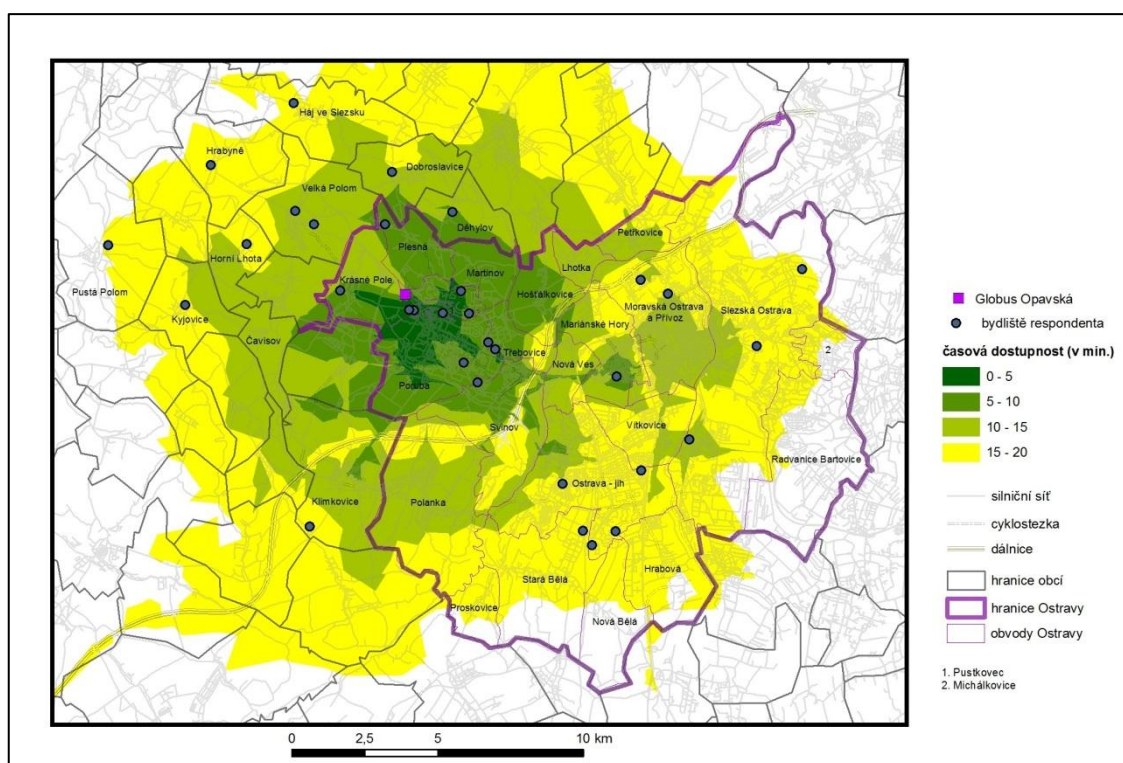 Háj ve Slezsku
Hrabyně
Dobroslavice
Velká Polom
Děhylov
Plesná
Petřkovice
Horní Lhota
Lhotka
Martinov
Krásné Pole
Hošťálkovice
Pustá Polom
Moravská Ostrava
a Přívoz
Slezská Ostrava
Kyjovice
Mariánské Hory
Čavisov
Třebovice
2
Nová Ves
Poruba
Svinov
Vítkovice
Radvanice Bartovice
Ostrava - jih
Klimkovice
Polanka
Stará Bělá
Hrabová
Proskovice
Nová Bělá
Globus Opavská
bydliště respondenta
časová dostupnost (v min.)
0 - 5
5 - 10
10 - 15
15 - 20
silniční síť
cyklostezka
dálnice
hranice obcí
hranice Ostravy
obvody Ostravy
1. Pustkovec
2. Michálkovice
0 2,5 5 10 km